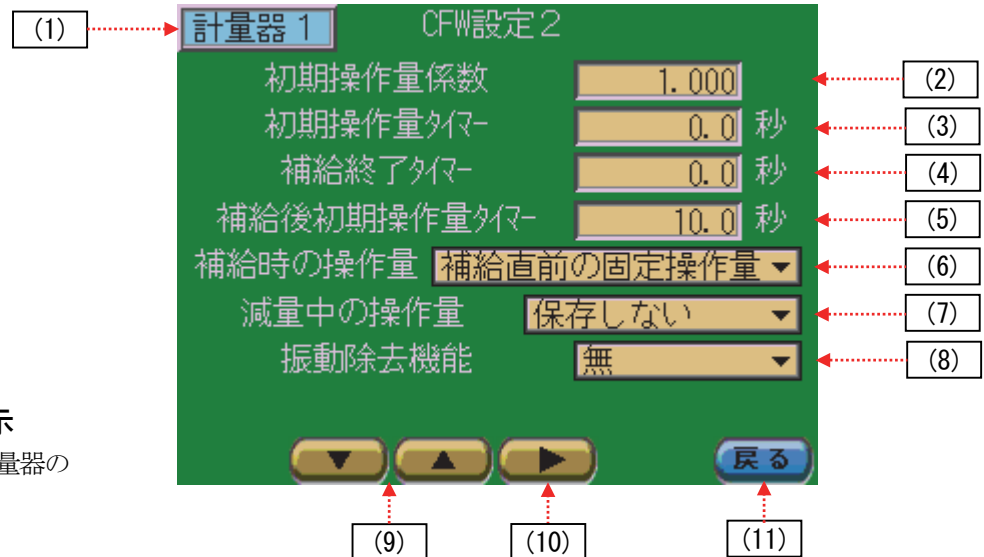 (1)
計量器1 CFW設定2
初期操作量係数 1.000 (2)
初期操作量タイマー 0.0 秒 (3)
補給終了タイマー 0.0 秒 (4)
補給後初期操作量タイマー 10.0 秒 (5)
補給時の操作量 補給直前の固定操作量 (6)
減量中の操作量 保存しない (7)
振動除去機能 無 (8)
示
量器の
戻る
(9) (10) (11)